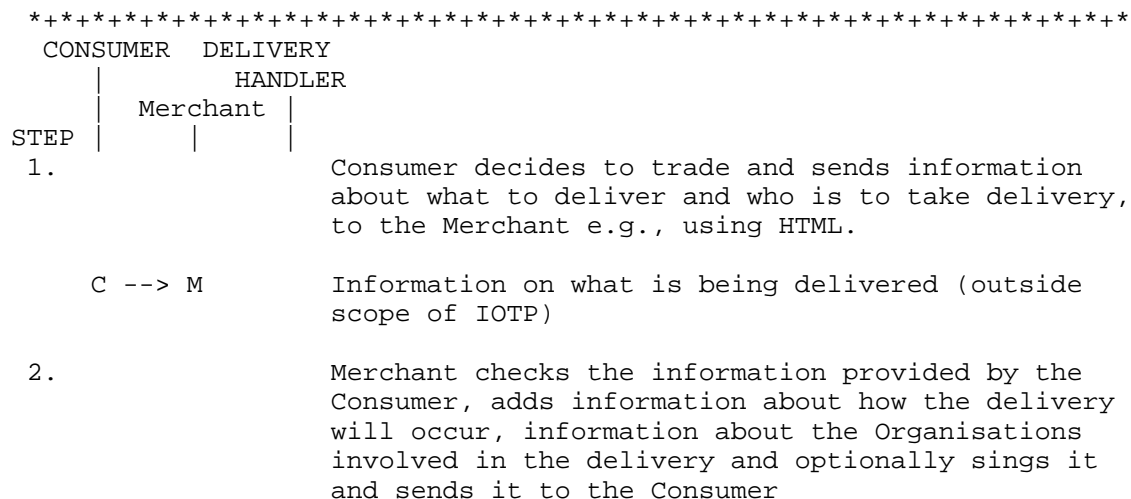 *+*+*+*+*+*+*+*+*+*+*+*+*+*+*+*+*+*+*+*+*+*+*+*+*+*+*+*+*+*+*+*+*
CONSUMER DELIVERY
| HANDLER
| Merchant |
STEP | | |
1. Consumer decides to trade and sends information
about what to deliver and who is to take delivery,
to the Merchant e.g., using HTML.
C --> M Information on what is being delivered (outside
scope of IOTP)
2. Merchant checks the information provided by the
Consumer, adds information about how the delivery
will occur, information about the Organisations
involved in the delivery and optionally sings it
and sends it to the Consumer